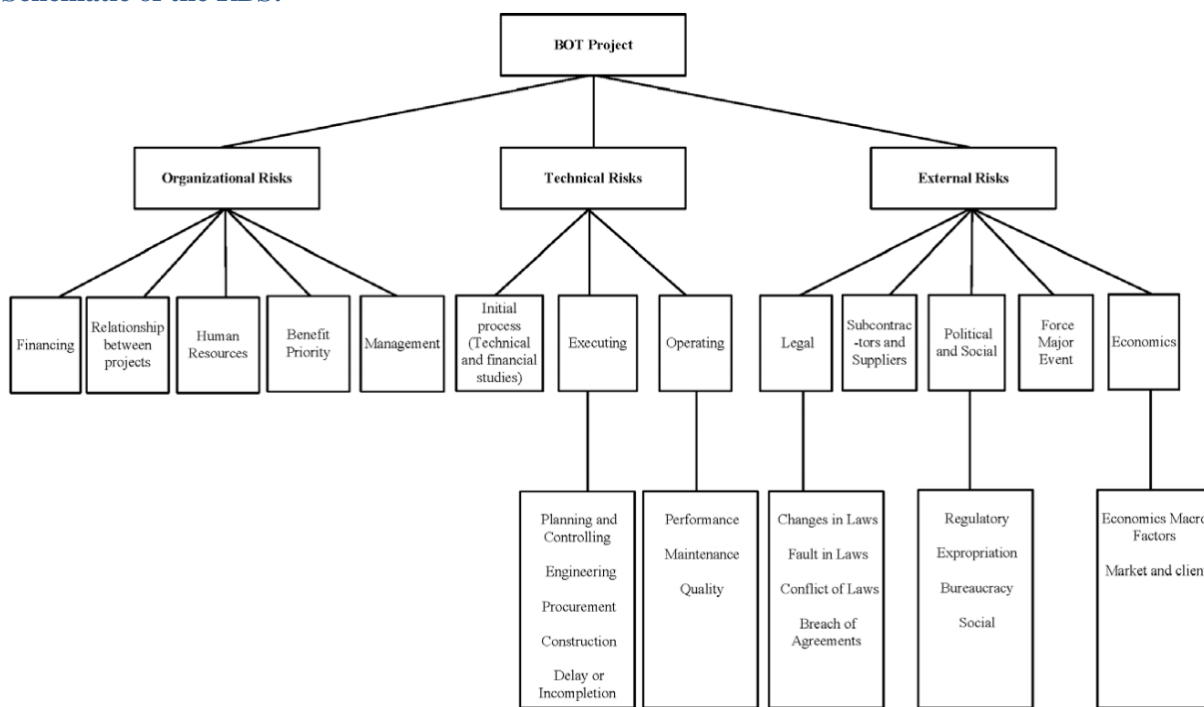 Schematic of the RBS:
BOT Project
Organizational Risks
Technical Risks
External Risks
Financing
Relationship
between
projects
Human
Resources
Benefit
Priority
Management
Initial
process
(Technical
and financial
studies)
Executing
Operating
Legal
Subcontrac
-tors and
Suppliers
Political
and Social
Force
Major
Event
Economics
Planning and
Controlling
Engineering
Procurement
Construction
Delay or
Incompletion
Performance
Maintenance
Quality
Changes in Laws
Fault in Laws
Conflict of Laws
Breach of
Agreements
Regulatory
Expropriation
Bureaucracy
Social
Economics Macro
Factors
Market and client